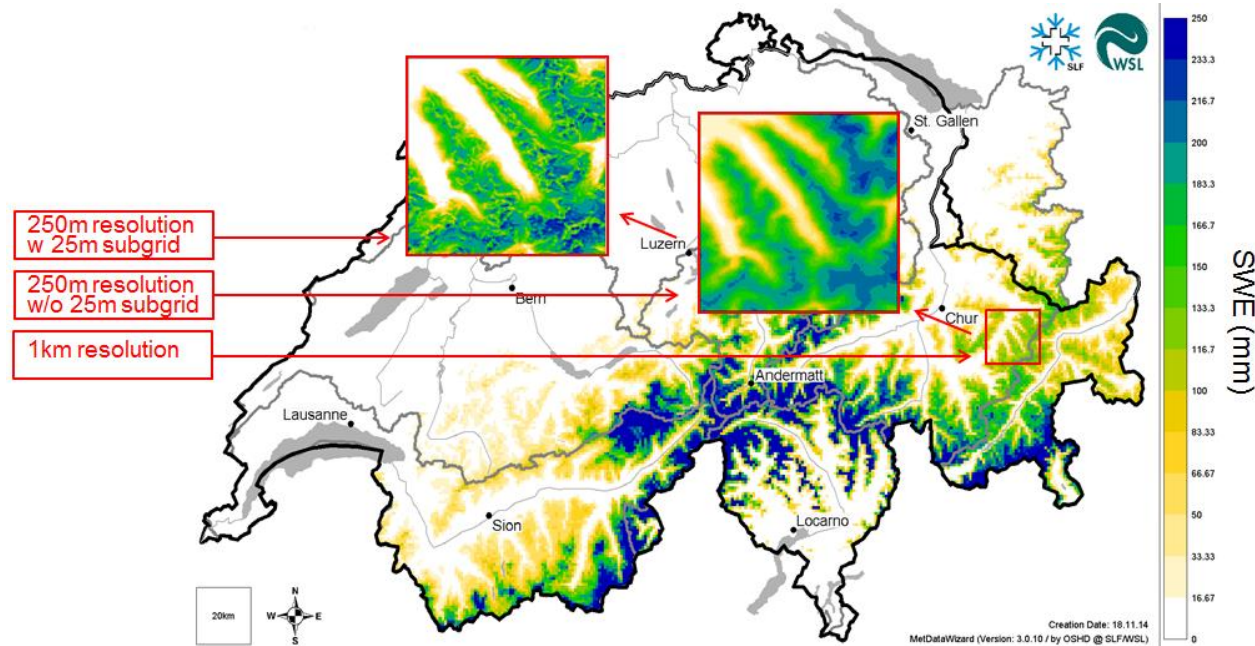 SLF
WSL
St. Gallen
250m resolution
w 25m subgrid
Luzern
250m resolution
w/o 25m subgrid
Bern
Chur
1km resolution
Andermatt
Lausanne
Sion
Locarno
20km
N
W
E
S
Creation Date: 18.11.14
MetDataWizard (Version: 3.0.10 / by OSHD @ SLF/WSL)
250
233.3
216.7
200
183.3
166.7
150
133.3
116.7
100
83.33
66.67
50
33.33
16.67
0
SWE (mm)